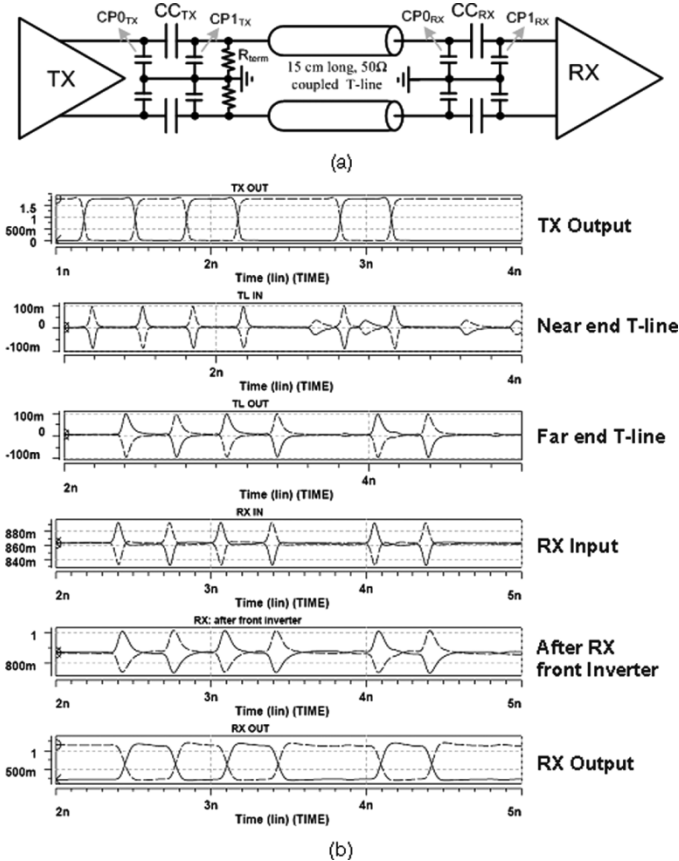 CP0TX CCTX CP1TX CP0RX CCRX CP1RX
TX
Rterm
15 cm long, 50Ω
coupled T-line
RX
(a)
TX OUT
1.5
1
500m
0
1n 2n 3n 4n
Time (lin) (TIME)
TX Output
TL IN
100m
0
-100m
2n 4n
Time (lin) (TIME)
Near end T-line
TL OUT
100m
0
-100m
2n 4n
Time (lin) (TIME)
Far end T-line
RX IN
880m
860m
840m
2n 3n 4n 5n
Time (lin) (TIME)
RX Input
RX: after front inverter
1
800m
2n 3n 4n 5n
Time (lin) (TIME)
After RX
front Inverter
RX OUT
1
500m
2n 3n 4n 5n
Time (lin) (TIME)
RX Output
(b)